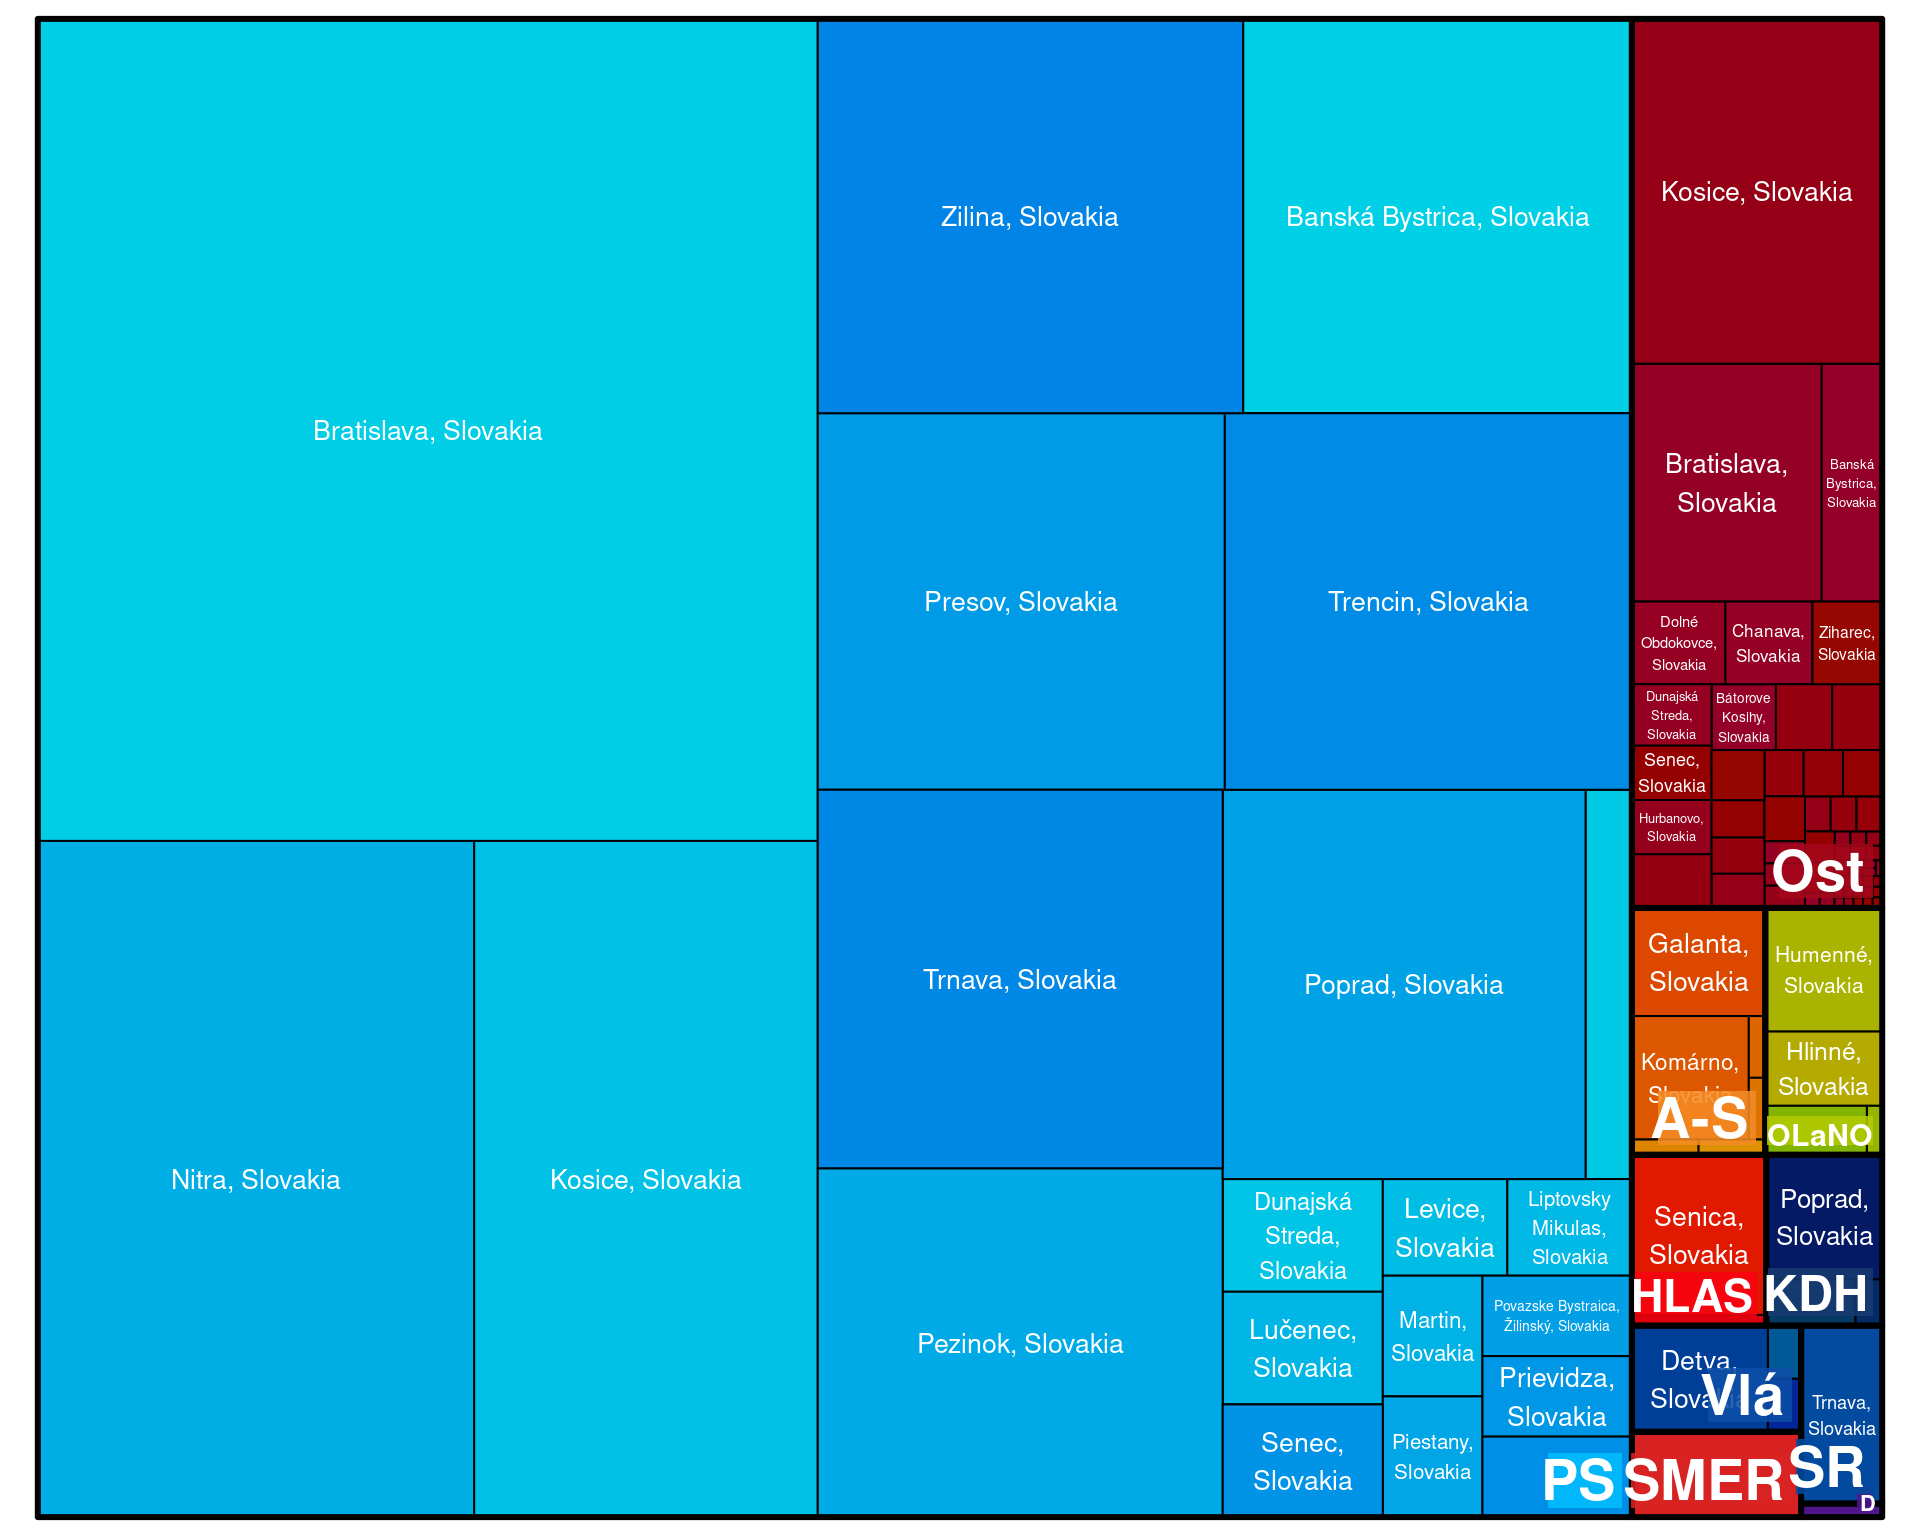 Bratislava, Slovakia
Nitra, Slovakia
Kosice, Slovakia
Zilina, Slovakia
Banská Bystrica, Slovakia
Presov, Slovakia
Trencin, Slovakia
Trnava, Slovakia
Poprad, Slovakia
Pezinok, Slovakia
Dunajská
Streda,
Slovakia
Levice,
Slovakia
Liptovsky
Mikulas,
Slovakia
Lučenec,
Slovakia
Martin,
Slovakia
Povazske Bystraica,
Žilinský, Slovakia
Prievidza,
Slovakia
Senec,
Slovakia
Piestany,
Slovakia
PS
Kosice, Slovakia
Bratislava,
Slovakia
Banská
Bystrica,
Slovakia
Dolné
Obdokovce,
Slovakia
Chanava,
Slovakia
Ziharec,
Slovakia
Dunajská
Streda,
Slovakia
Bátorove
Kosihy,
Slovakia
Senec,
Slovakia
Hurbanovo,
Slovakia
Ost
Galanta,
Slovakia
Komárno,
Slovakia
A-S
Humenné,
Slovakia
Hlinné,
Slovakia
OLaNO
Senica,
Slovakia
HLAS
Poprad,
Slovakia
KDH
Detva,
Slovakia
Vlá
Trnava,
Slovakia
SR
SMER
D